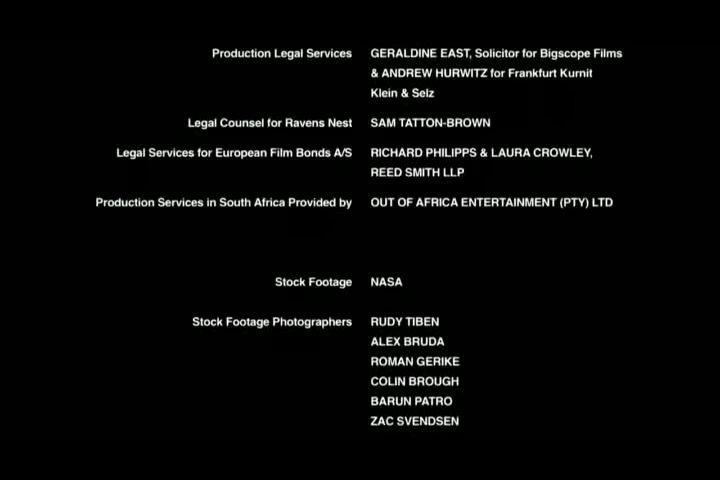 Production Legal Services GERALDINE EAST, Solicitor for Bigscope Films
& ANDREW HURWITZ for Frankfurt Kurnit
Klein & Selz
Legal Counsel for Ravens Nest SAM TATTON-BROWN
Legal Services for European Film Bonds A/S RICHARD PHILIPPS & LAURA CROWLEY,
REED SMITH LLP
Production Services in South Africa Provided by OUT OF AFRICA ENTERTAINMENT (PTY) LTD
Stock Footage NASA
Stock Footage Photographers RUDY TIBEN
ALEX BRUDA
ROMAN GERIKE
COLIN BROUGH
BARUN PATRO
ZAC SVENDSEN